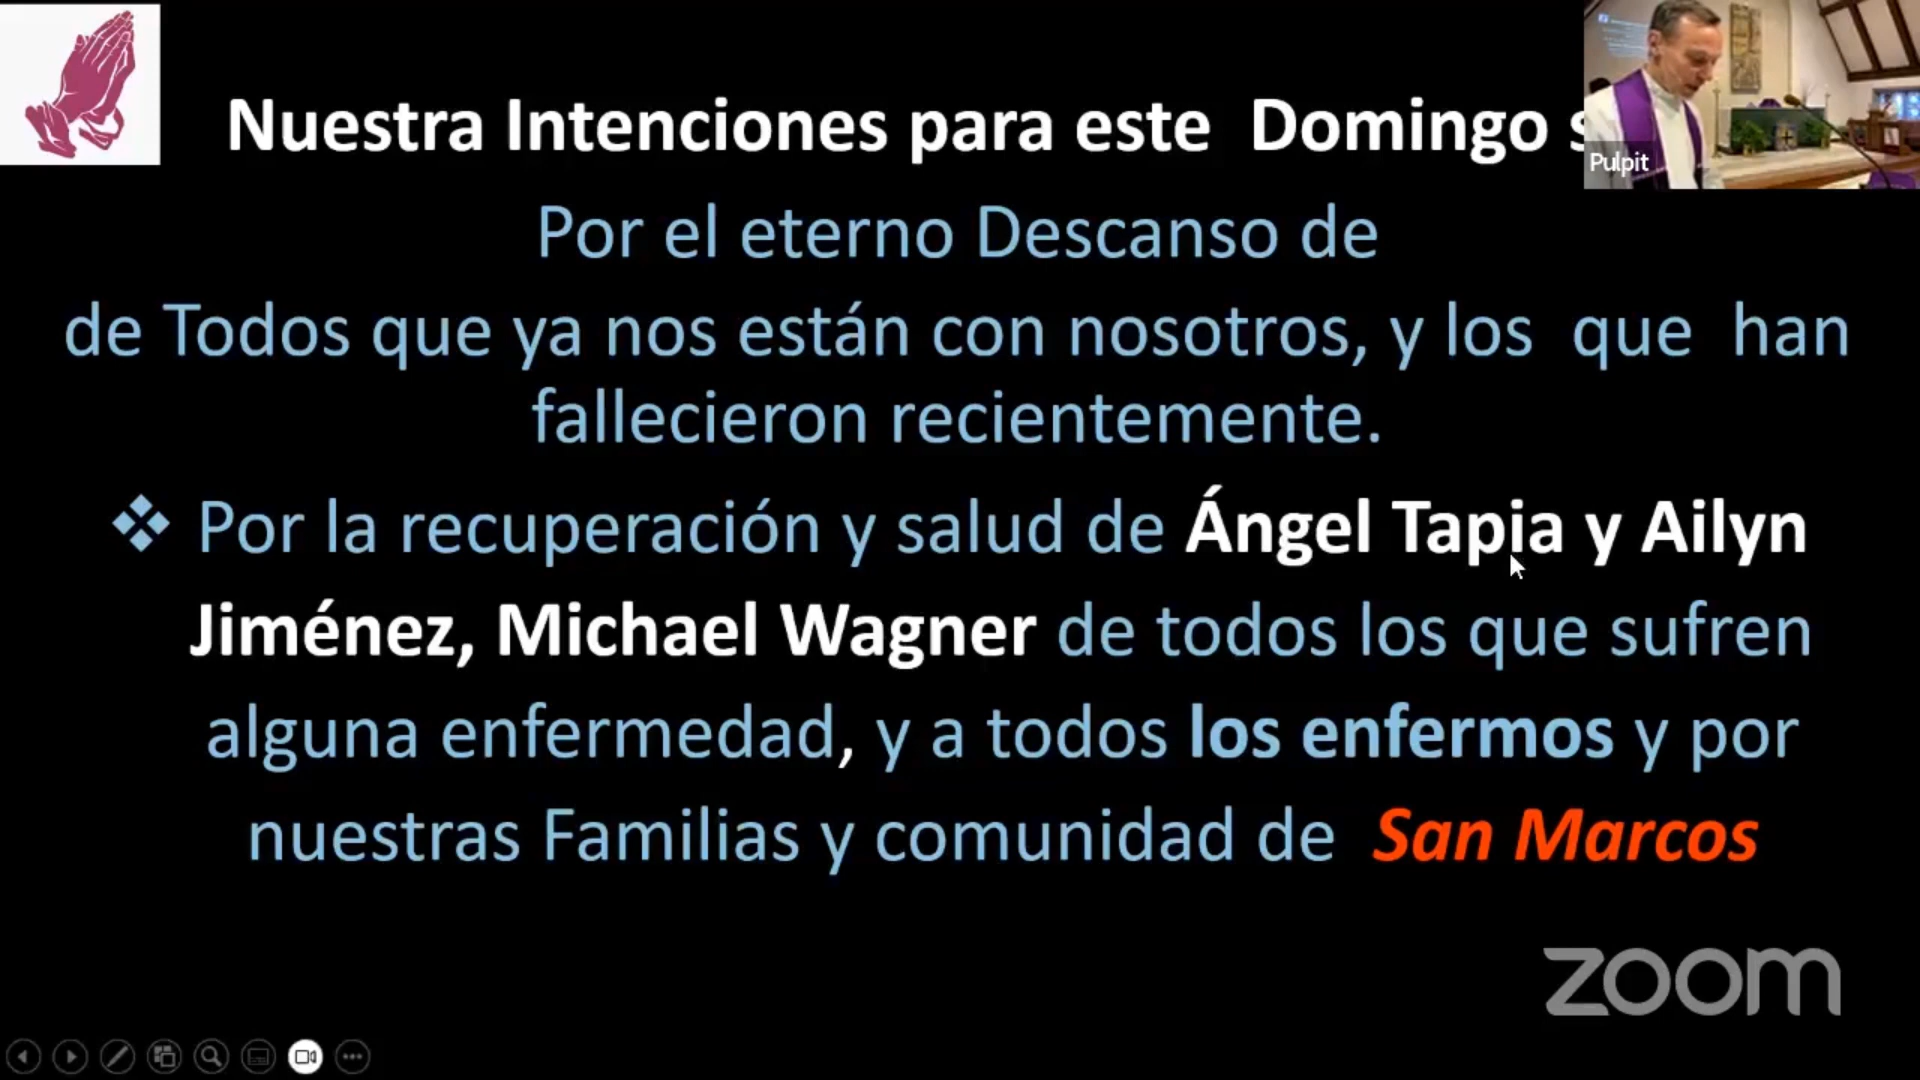 Nuestra Intenciones para este Domingo s
Pulpit
Por el eterno Descanso de
de Todos que ya nos están con nosotros, y los que han
fallecieron recientemente.
❖ Por la recuperación y salud de Ángel Tapia y Ailyn
Jiménez, Michael Wagner de todos los que sufren
alguna enfermedad, y a todos los enfermos y por
nuestras Familias y comunidad de San Marcos
zoom